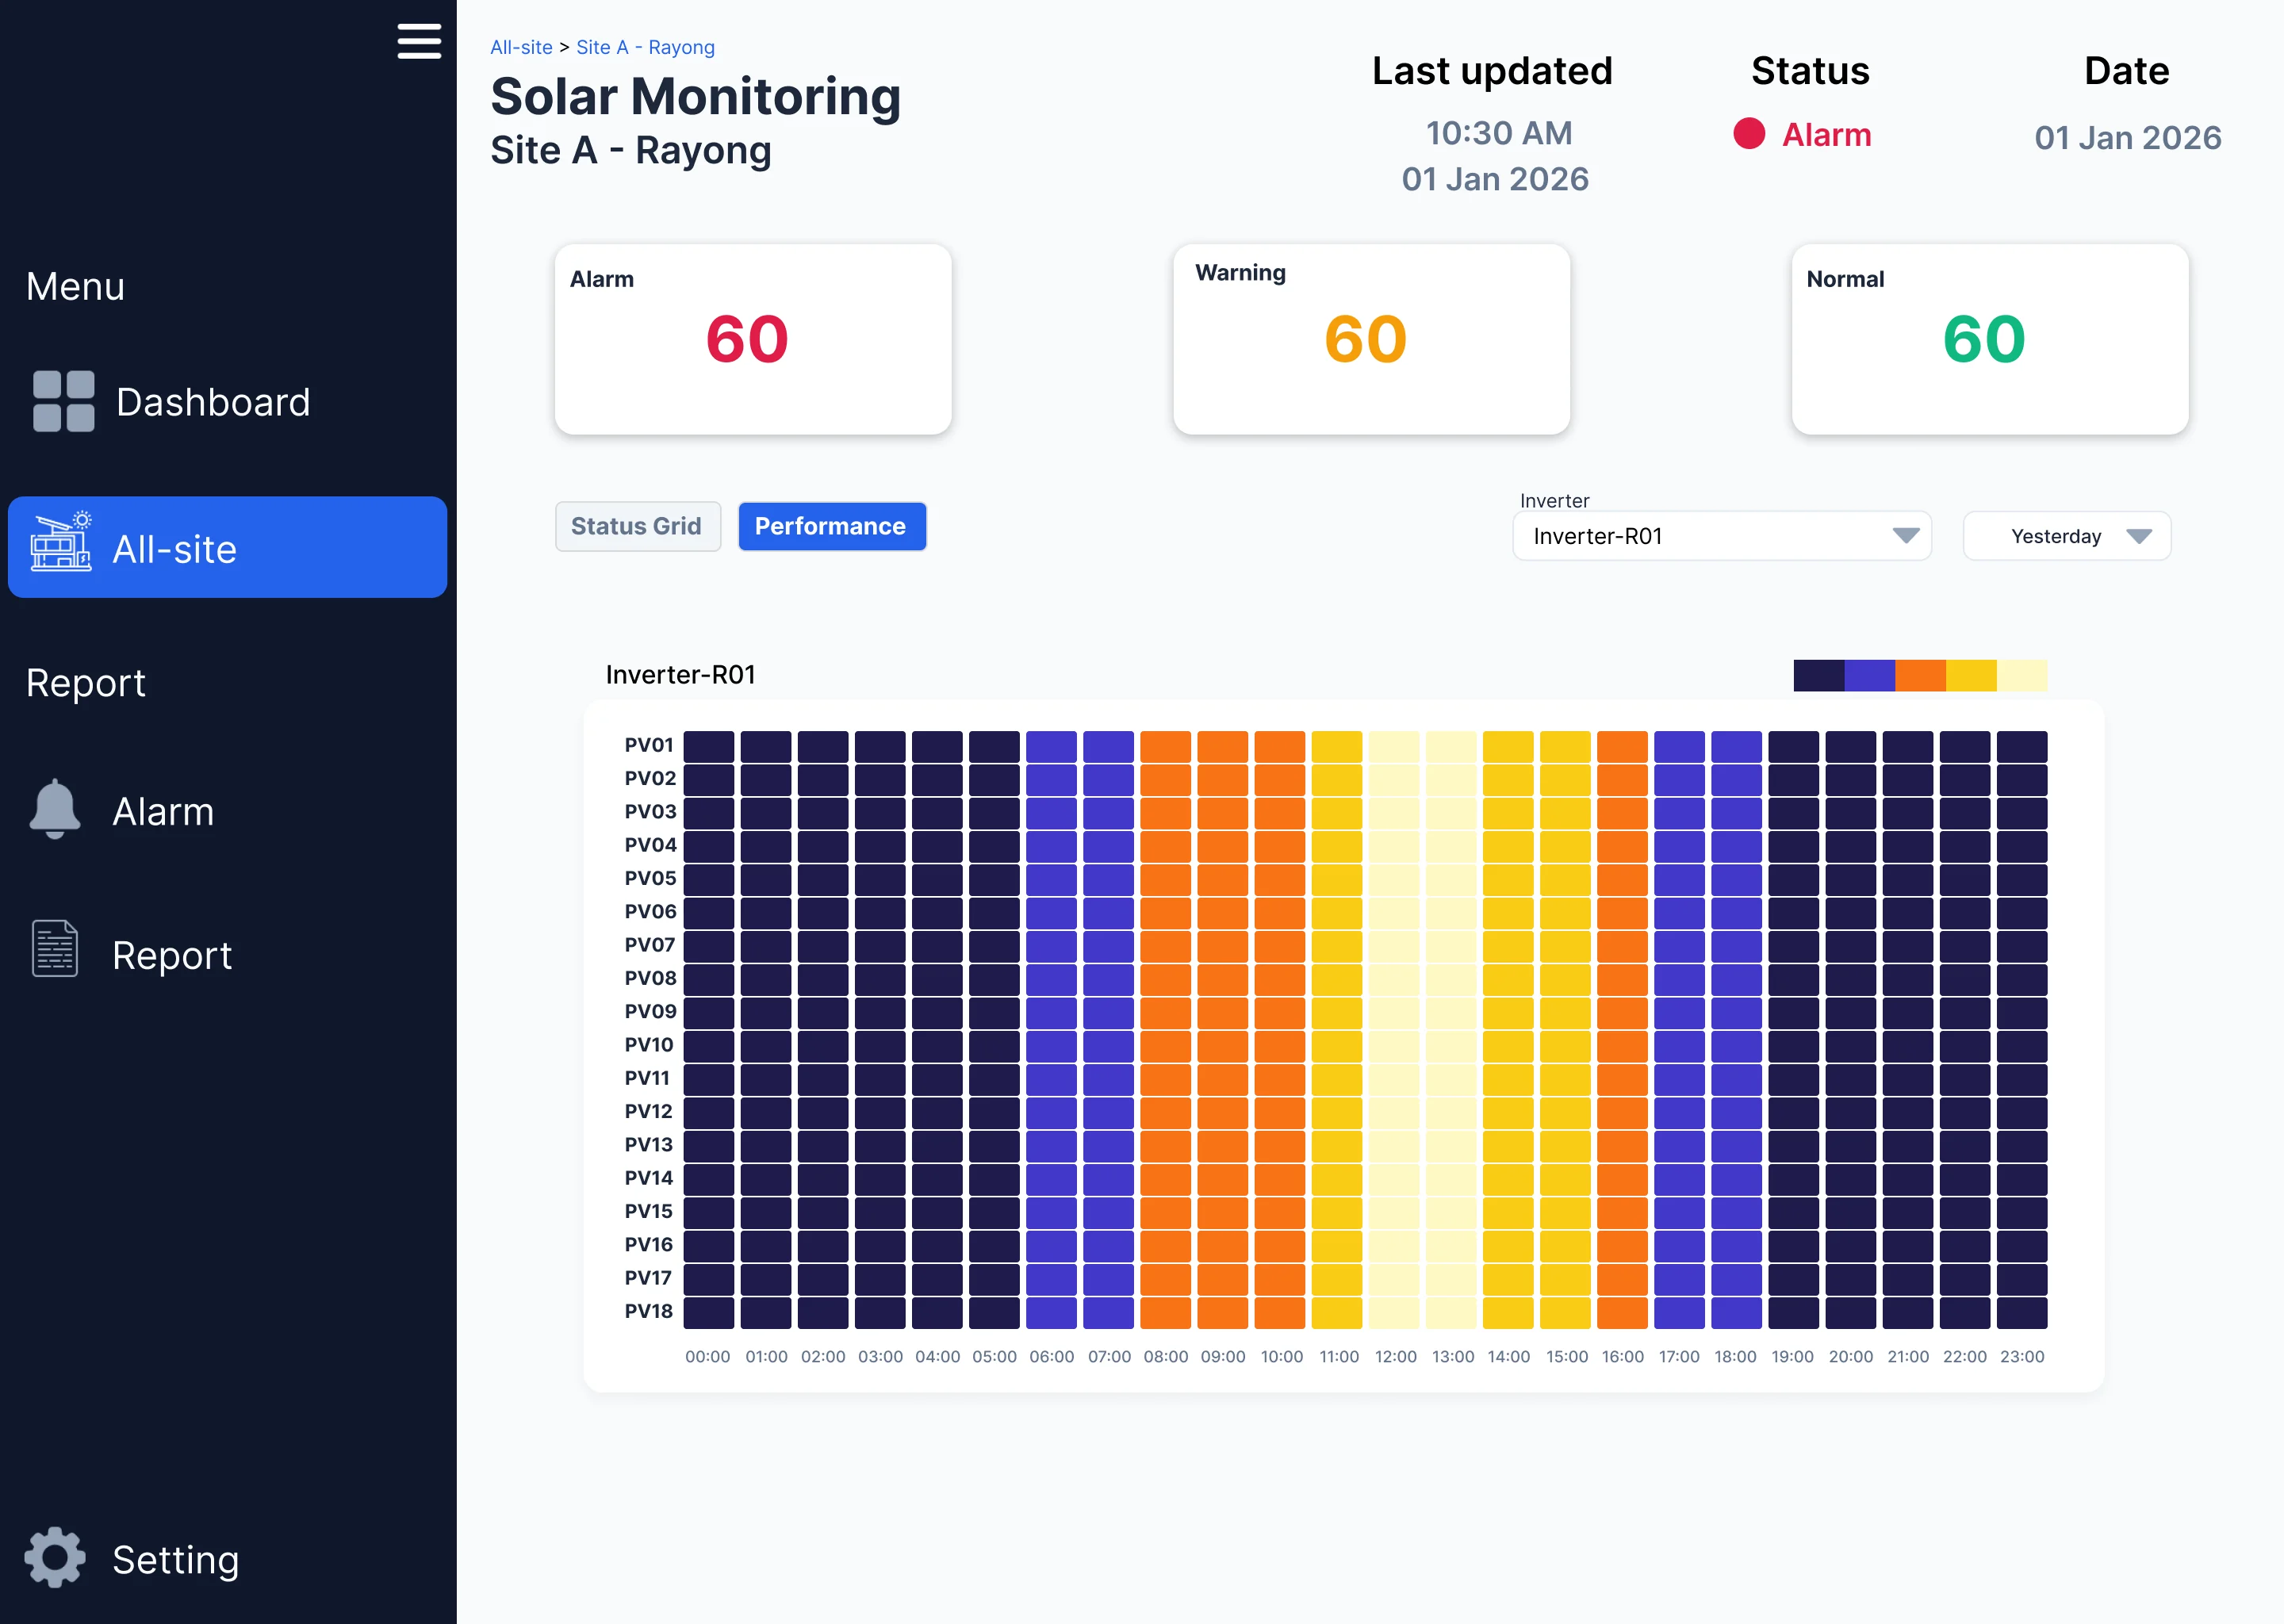 Menu
Dashboard
All-site
Report
Alarm
Report
Setting
All-site > Site A - Rayong
Solar Monitoring
Site A - Rayong
Last updated
10:30 AM
01 Jan 2026
Status
Alarm
Date
01 Jan 2026
Alarm
60
Warning
60
Normal
60
Status Grid
Performance
Inverter
Inverter-R01
Yesterday
Inverter-R01
PV01
PV02
PV03
PV04
PV05
PV06
PV07
PV08
PV09
PV10
PV11
PV12
PV13
PV14
PV15
PV16
PV17
PV18
00:00 01:00 02:00 03:00 04:00 05:00 06:00 07:00 08:00 09:00 10:00 11:00 12:00 13:00 14:00 15:00 16:00 17:00 18:00 19:00 20:00 21:00 22:00 23:00